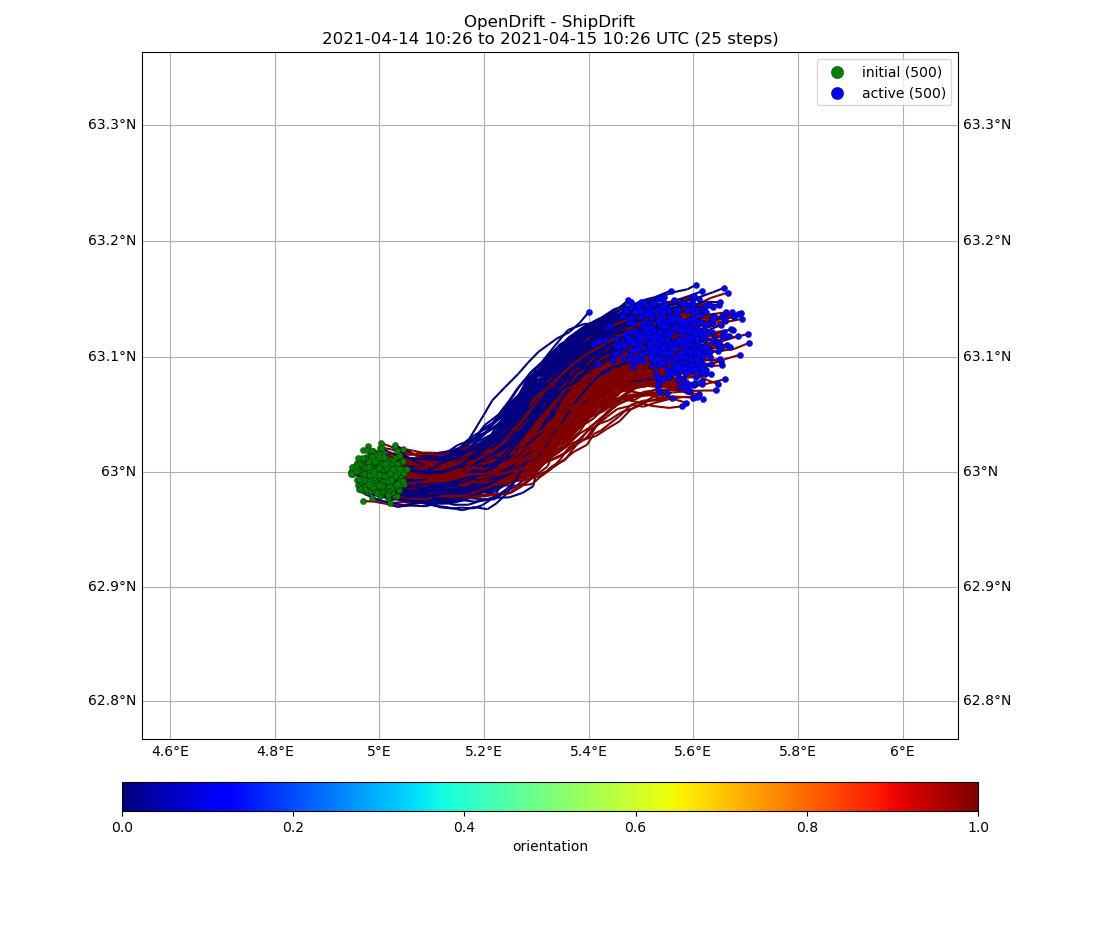 OpenDrift - ShipDrift
2021-04-14 10:26 to 2021-04-15 10:26 UTC (25 steps)
initial (500)
active (500)
63.3°N 63.3°N
63.2°N 63.2°N
63.1°N 63.1°N
63°N 63°N
62.9°N 62.9°N
62.8°N 62.8°N
4.6°E 4.8°E 5°E 5.2°E 5.4°E 5.6°E 5.8°E 6°E
0.0 0.2 0.4 0.6 0.8 1.0
orientation